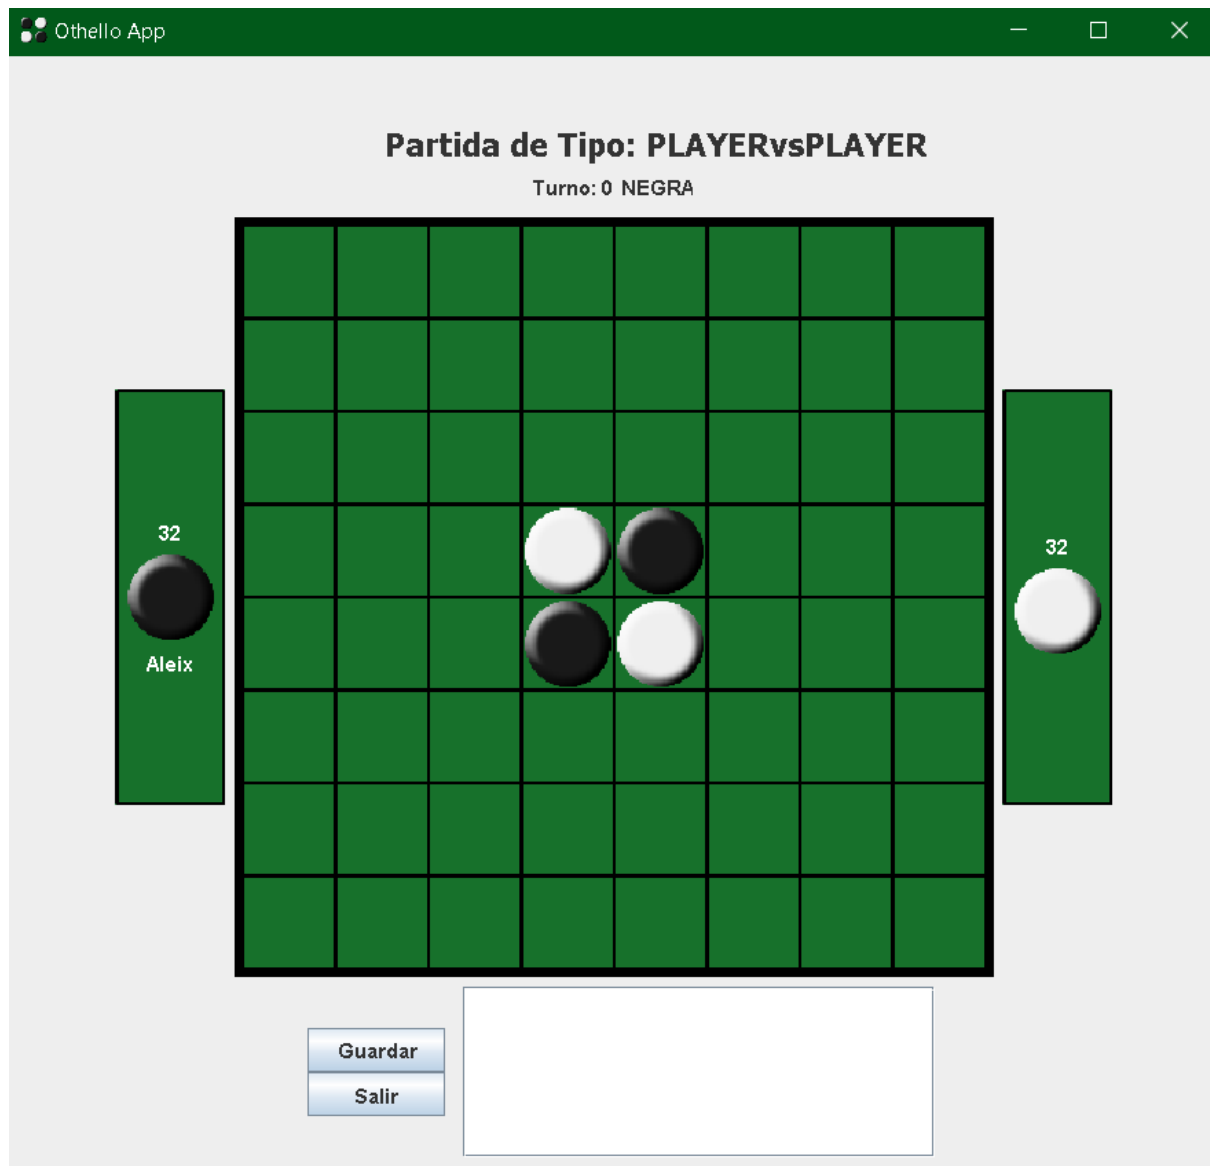 Othello App
Partida de Tipo: PLAYERvsPLAYER
Turno: 0 NEGRA
32
Aleix
32
Guardar
Salir